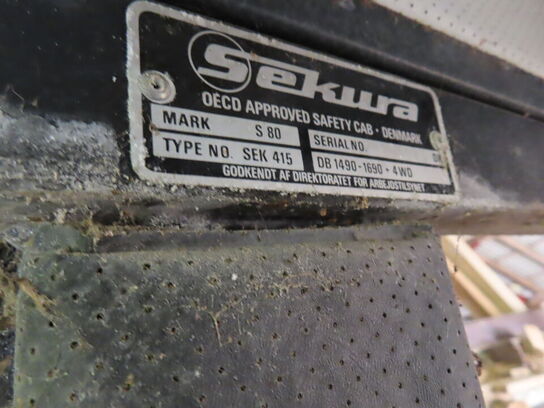 Sekura
OECD APPROVED SAFETY CAB • DENMARK
MARK S 80 SERIAL NO.
TYPE NO. SEK 415 DB 1490-1690 • 4WD
GODKENDT AF DIREKTORATET FOR ARBEJDSTILSYNET